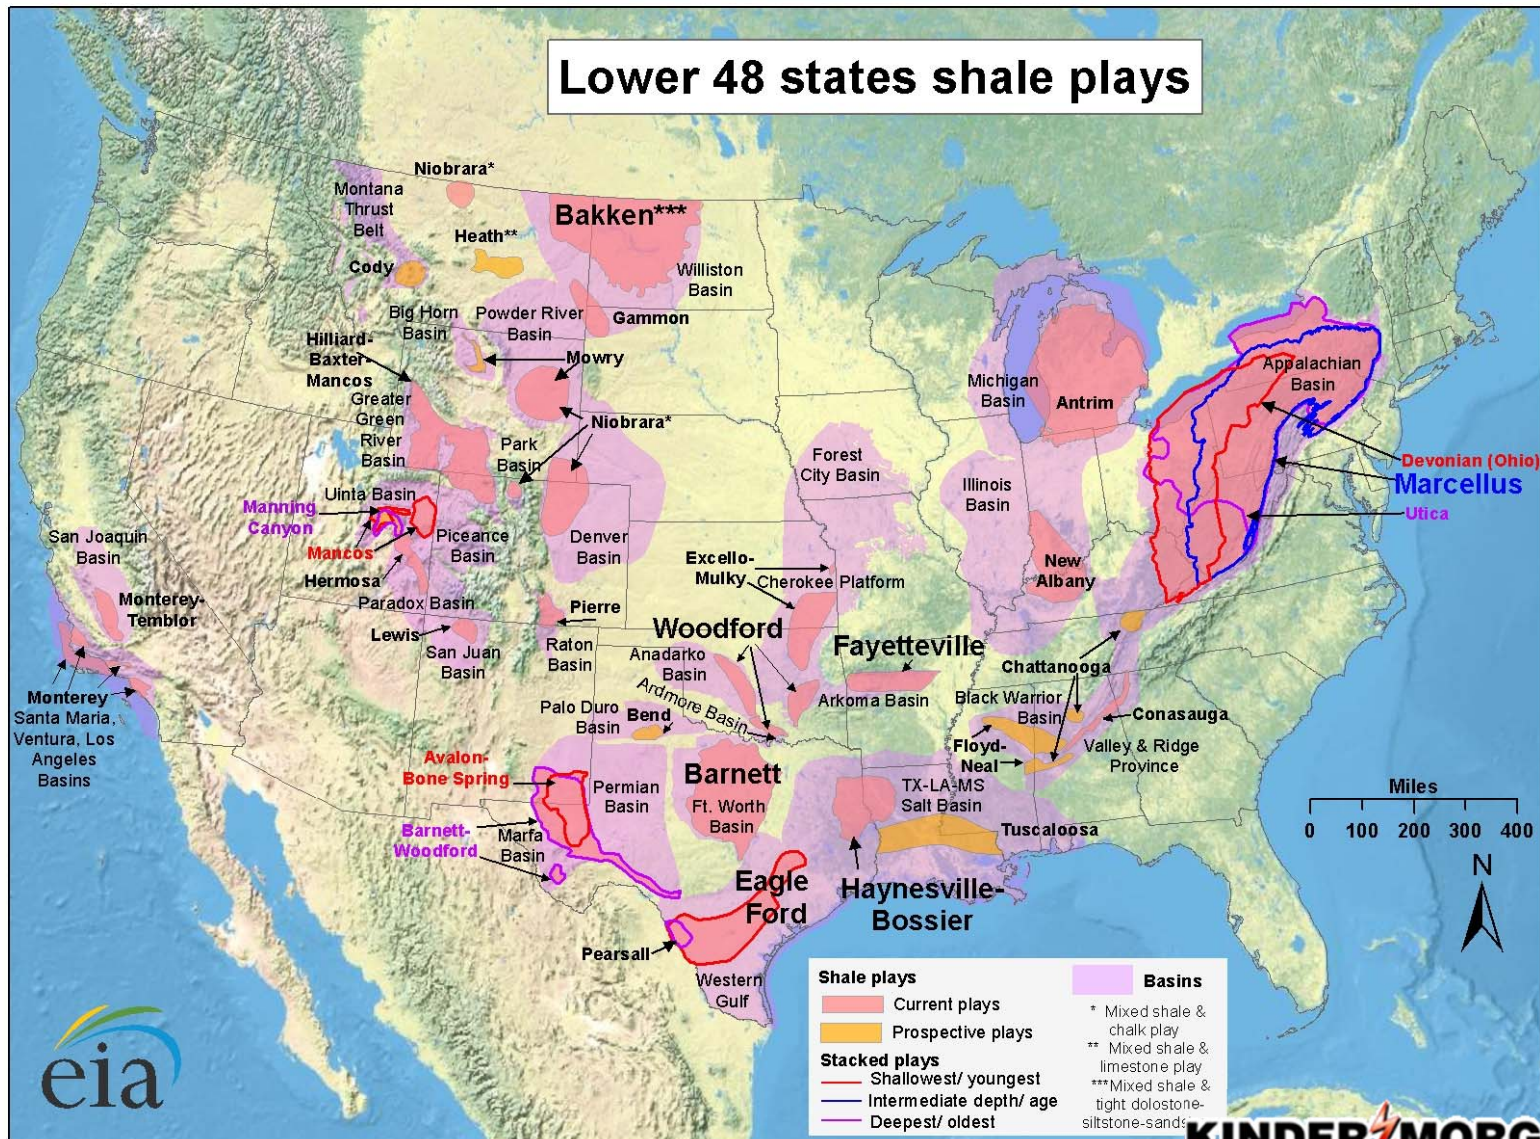 Lower 48 states shale plays
Niobrara*
Montana
Thrust
Belt
Bakken***
Heath**
Cody
Williston
Basin
Big Horn
Basin
Powder River
Basin
Gammon
Hilliard-
Baxter-
Mancos
Mowry
Greater
Green
River
Basin
Niobrara*
Park
Basin
Michigan
Basin
Antrim
Appalachian
Basin
Forest
City Basin
Illinois
Basin
Devonian (Ohio)
Marcellus
Utica
Uinta Basin
Manning
Canyon
Mancos
Piceance
Basin
Denver
Basin
San Joaquin
Basin
Hermosa
Excello-
Mulky
Cherokee Platform
New
Albany
Monterey-
Temblor
Paradox Basin
Pierre
Lewis
San Juan
Basin
Raton
Basin
Woodford
Anadarko
Basin
Fayetteville
Chattanooga
Ardmore Basin
Arkoma Basin
Black Warrior
Basin
Monterey
Santa Maria,
Ventura, Los
Angeles
Basins
Palo Duro
Basin
Bend
Conasauga
Floyd-
Neal
Valley & Ridge
Province
Avalon-
Bone Spring
Permian
Basin
Barnett
Ft. Worth
Basin
TX-LA-MS
Salt Basin
Tuscaloosa
Barnett-
Woodford
Marfa
Basin
Eagle
Ford
Haynesville-
Bossier
Pearsall
Western
Gulf
Miles
0 100 200 300 400
N
Shale plays
Current plays
Prospective plays
Stacked plays
Shallowest/ youngest
Intermediate depth/ age
Deepest/ oldest
Basins
* Mixed shale &
chalk play
** Mixed shale &
limestone play
***Mixed shale &
tight dolostone-
siltstone-sands
eia
KINDER MORG